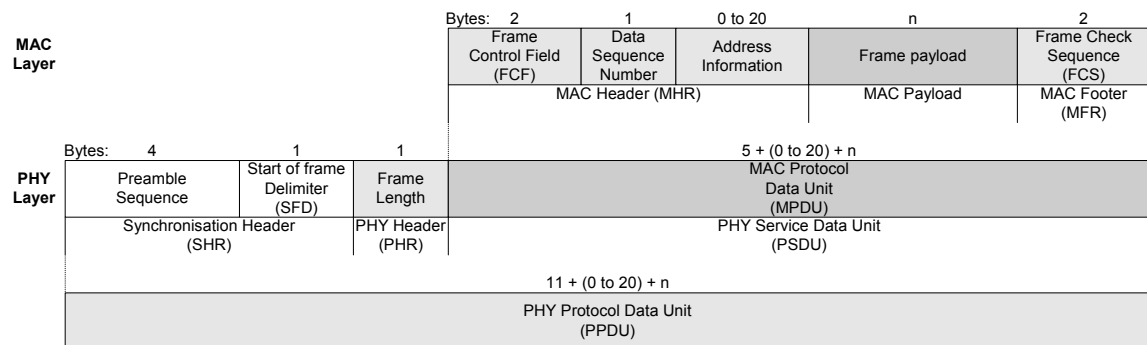 Bytes: 2 1 0 to 20 n 2
MAC
Layer
Frame
Control Field
(FCF)
Data
Sequence
Number
Address
Information
Frame payload
Frame Check
Sequence
(FCS)
MAC Header (MHR)
MAC Payload
MAC Footer
(MFR)
Bytes: 4 1 1 5 + (0 to 20) + n
PHY
Layer
Preamble
Sequence
Start of frame
Delimiter
(SFD)
Frame
Length
MAC Protocol
Data Unit
(MPDU)
Synchronisation Header
(SHR)
PHY Header
(PHR)
PHY Service Data Unit
(PSDU)
11 + (0 to 20) + n
PHY Protocol Data Unit
(PPDU)